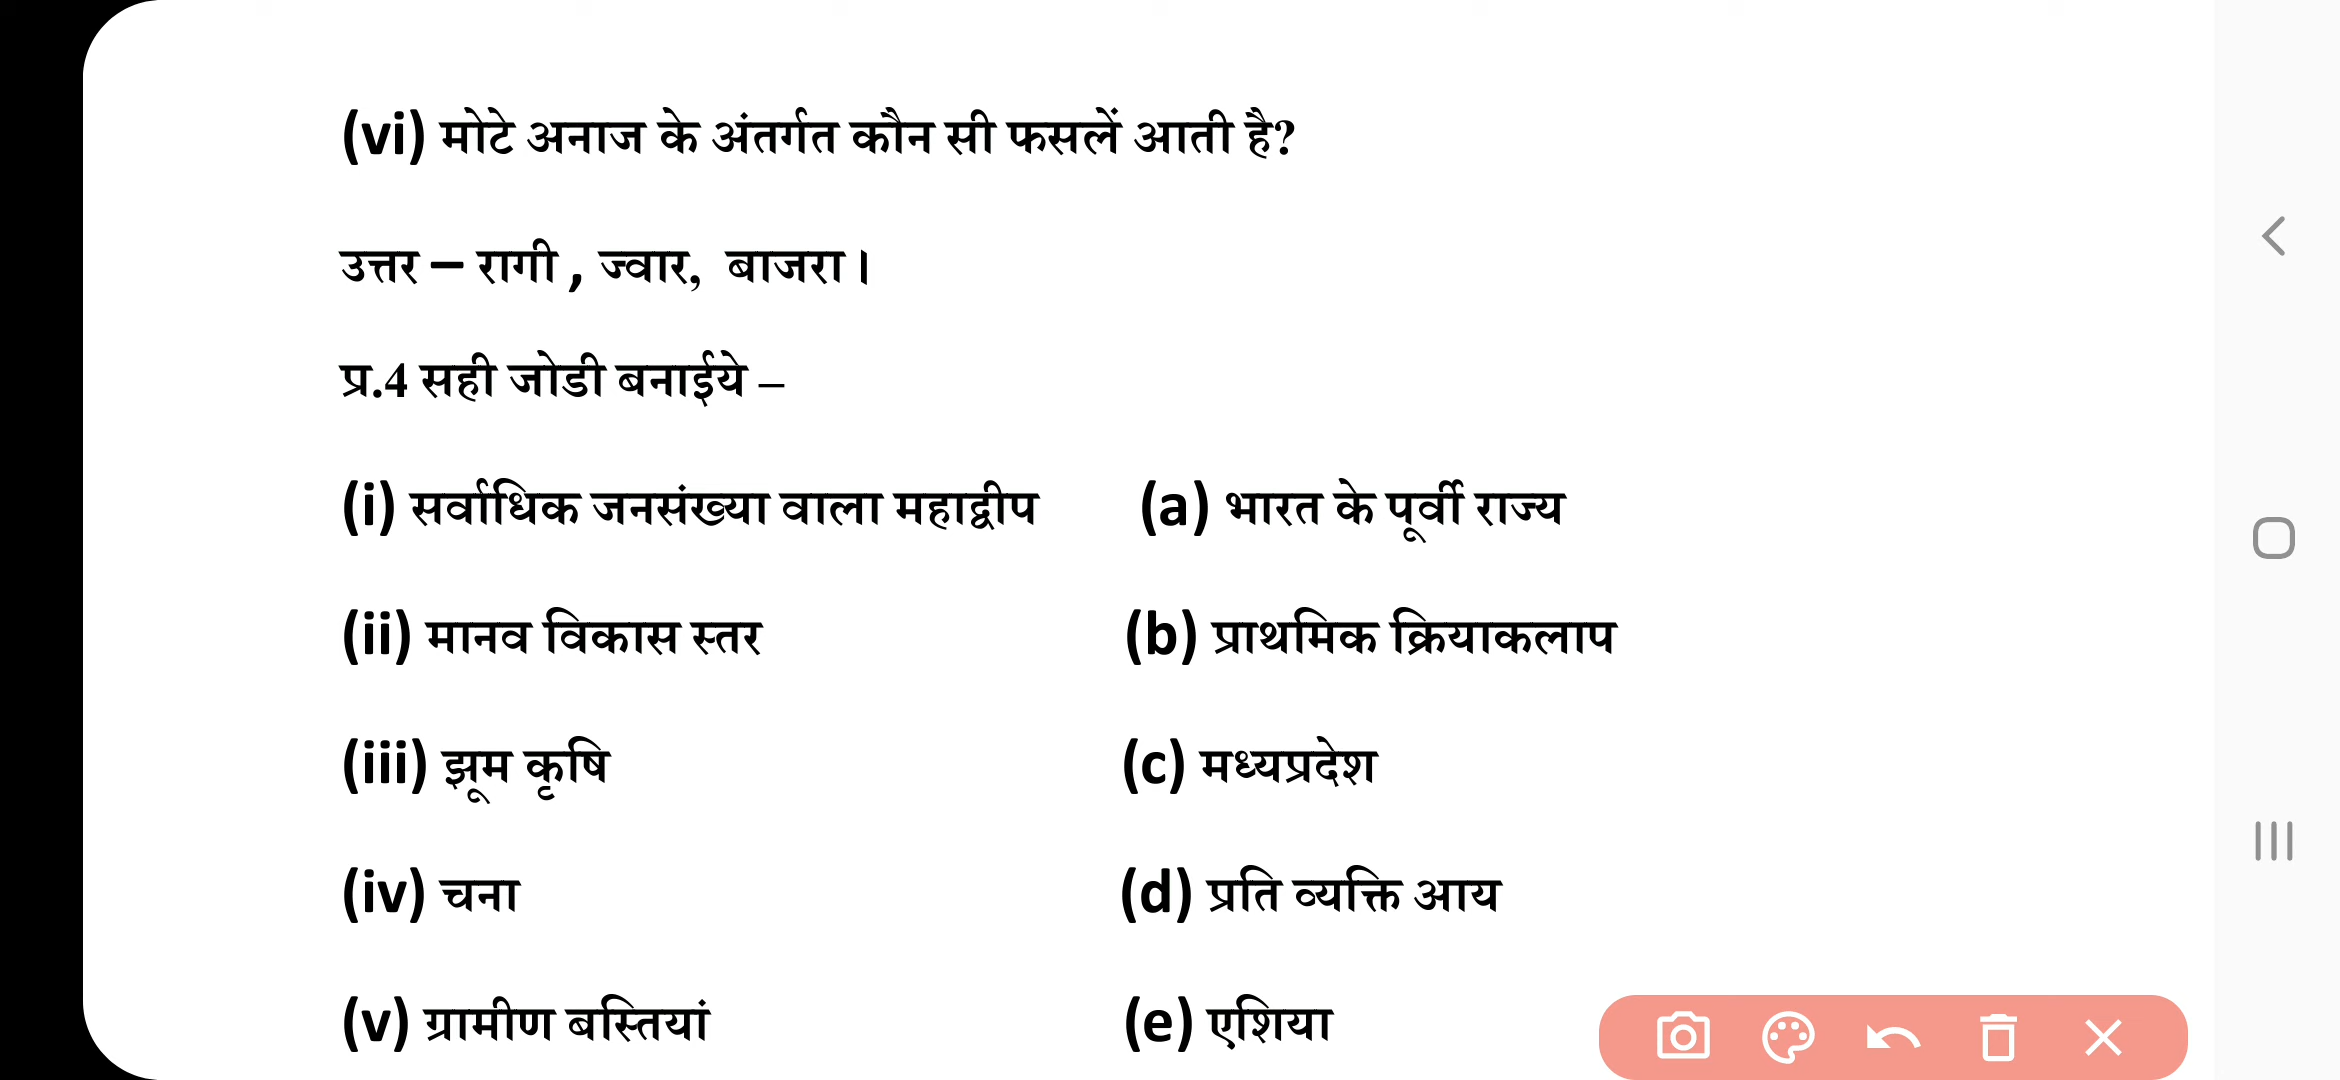 (vi) मोटे अनाज के अंतर्गत कौन सी फसलें आती है?
उत्तर – रागी , ज्वार, बाजरा।
प्र.4 सही जोडी बनाईये –
(i) सर्वाधिक जनसंख्या वाला महाद्वीप (a) भारत के पूर्वी राज्य
(ii) मानव विकास स्तर (b) प्राथमिक क्रियाकलाप
(iii) झूम कृषि (c) मध्यप्रदेश
(iv) चना (d) प्रति व्यक्ति आय
(v) ग्रामीण बस्तियां (e) एशिया